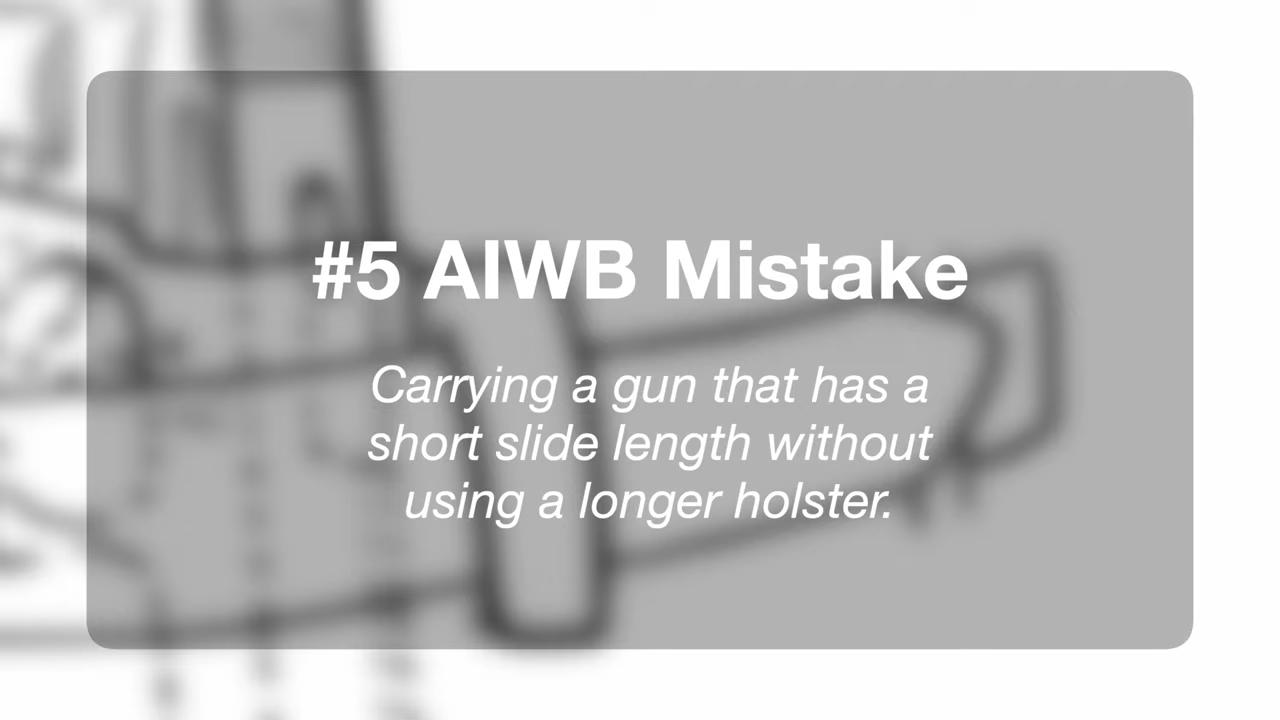 #5 AIWB Mistake
Carrying a gun that has a
short slide length without
using a longer holster.